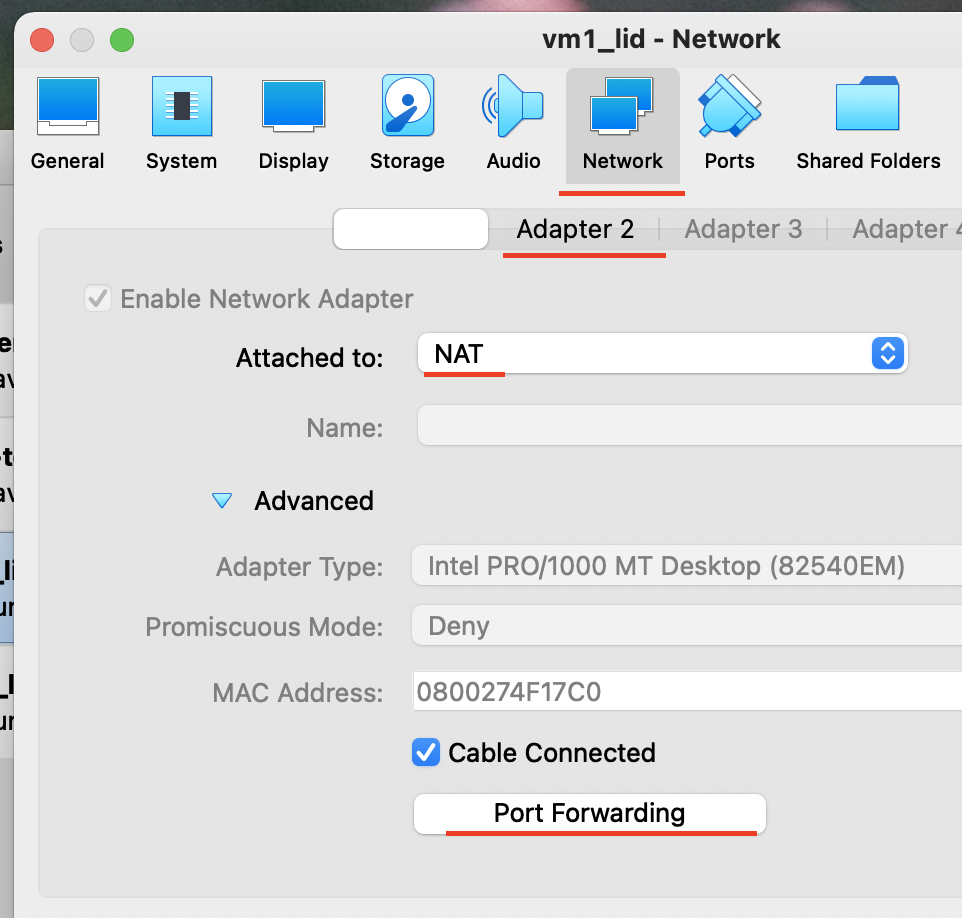 vm1_lid - Network
General System Display Storage Audio Network Ports Shared Folders
Adapter 2 Adapter 3 Adapter 4
Enable Network Adapter
Attached to: NAT
Name:
Advanced
Adapter Type: Intel PRO/1000 MT Desktop (82540EM)
Promiscuous Mode: Deny
MAC Address: 0800274F17C0
Cable Connected
Port Forwarding